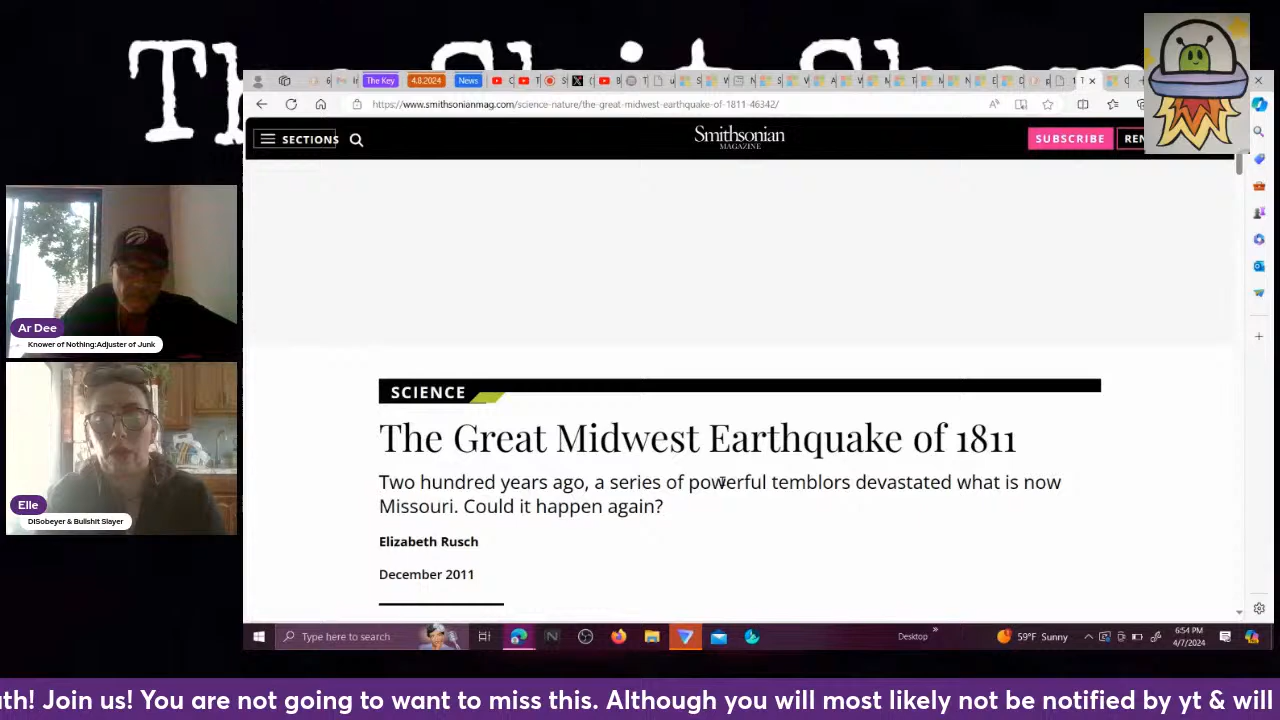 The Key
4.8.2024
News
https://www.smithsonianmag.com/science-nature/the-great-midwest-earthquake-of-1811-46342/
SECTIONS
Smithsonian
MAGAZINE
SUBSCRIBE
REN
SCIENCE
The Great Midwest Earthquake of 1811
Two hundred years ago, a series of powerful temblors devastated what is now
Missouri. Could it happen again?
Elizabeth Rusch
December 2011
Ar Dee
Knower of Nothing:Adjuster of Junk
Elle
DISobeyer & Bullshit Slayer
Type here to search
Desktop
59°F Sunny
6:54 PM
4/7/2024
ath! Join us! You are not going to want to miss this. Although you will most likely not be notified by yt & will